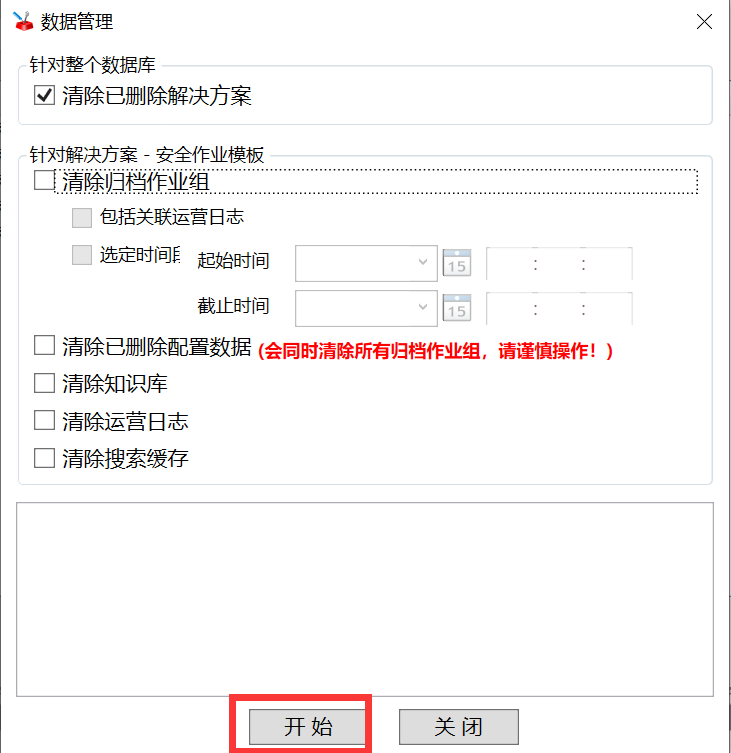 数据管理
针对整个数据库
清除已删除解决方案
针对解决方案 - 安全作业模板
清除归档作业组
包括关联运营日志
选定时间段 起始时间 15 : :
截止时间 15 : :
清除已删除配置数据 (会同时清除所有归档作业组，请谨慎操作！)
清除知识库
清除运营日志
清除搜索缓存
开始 关闭